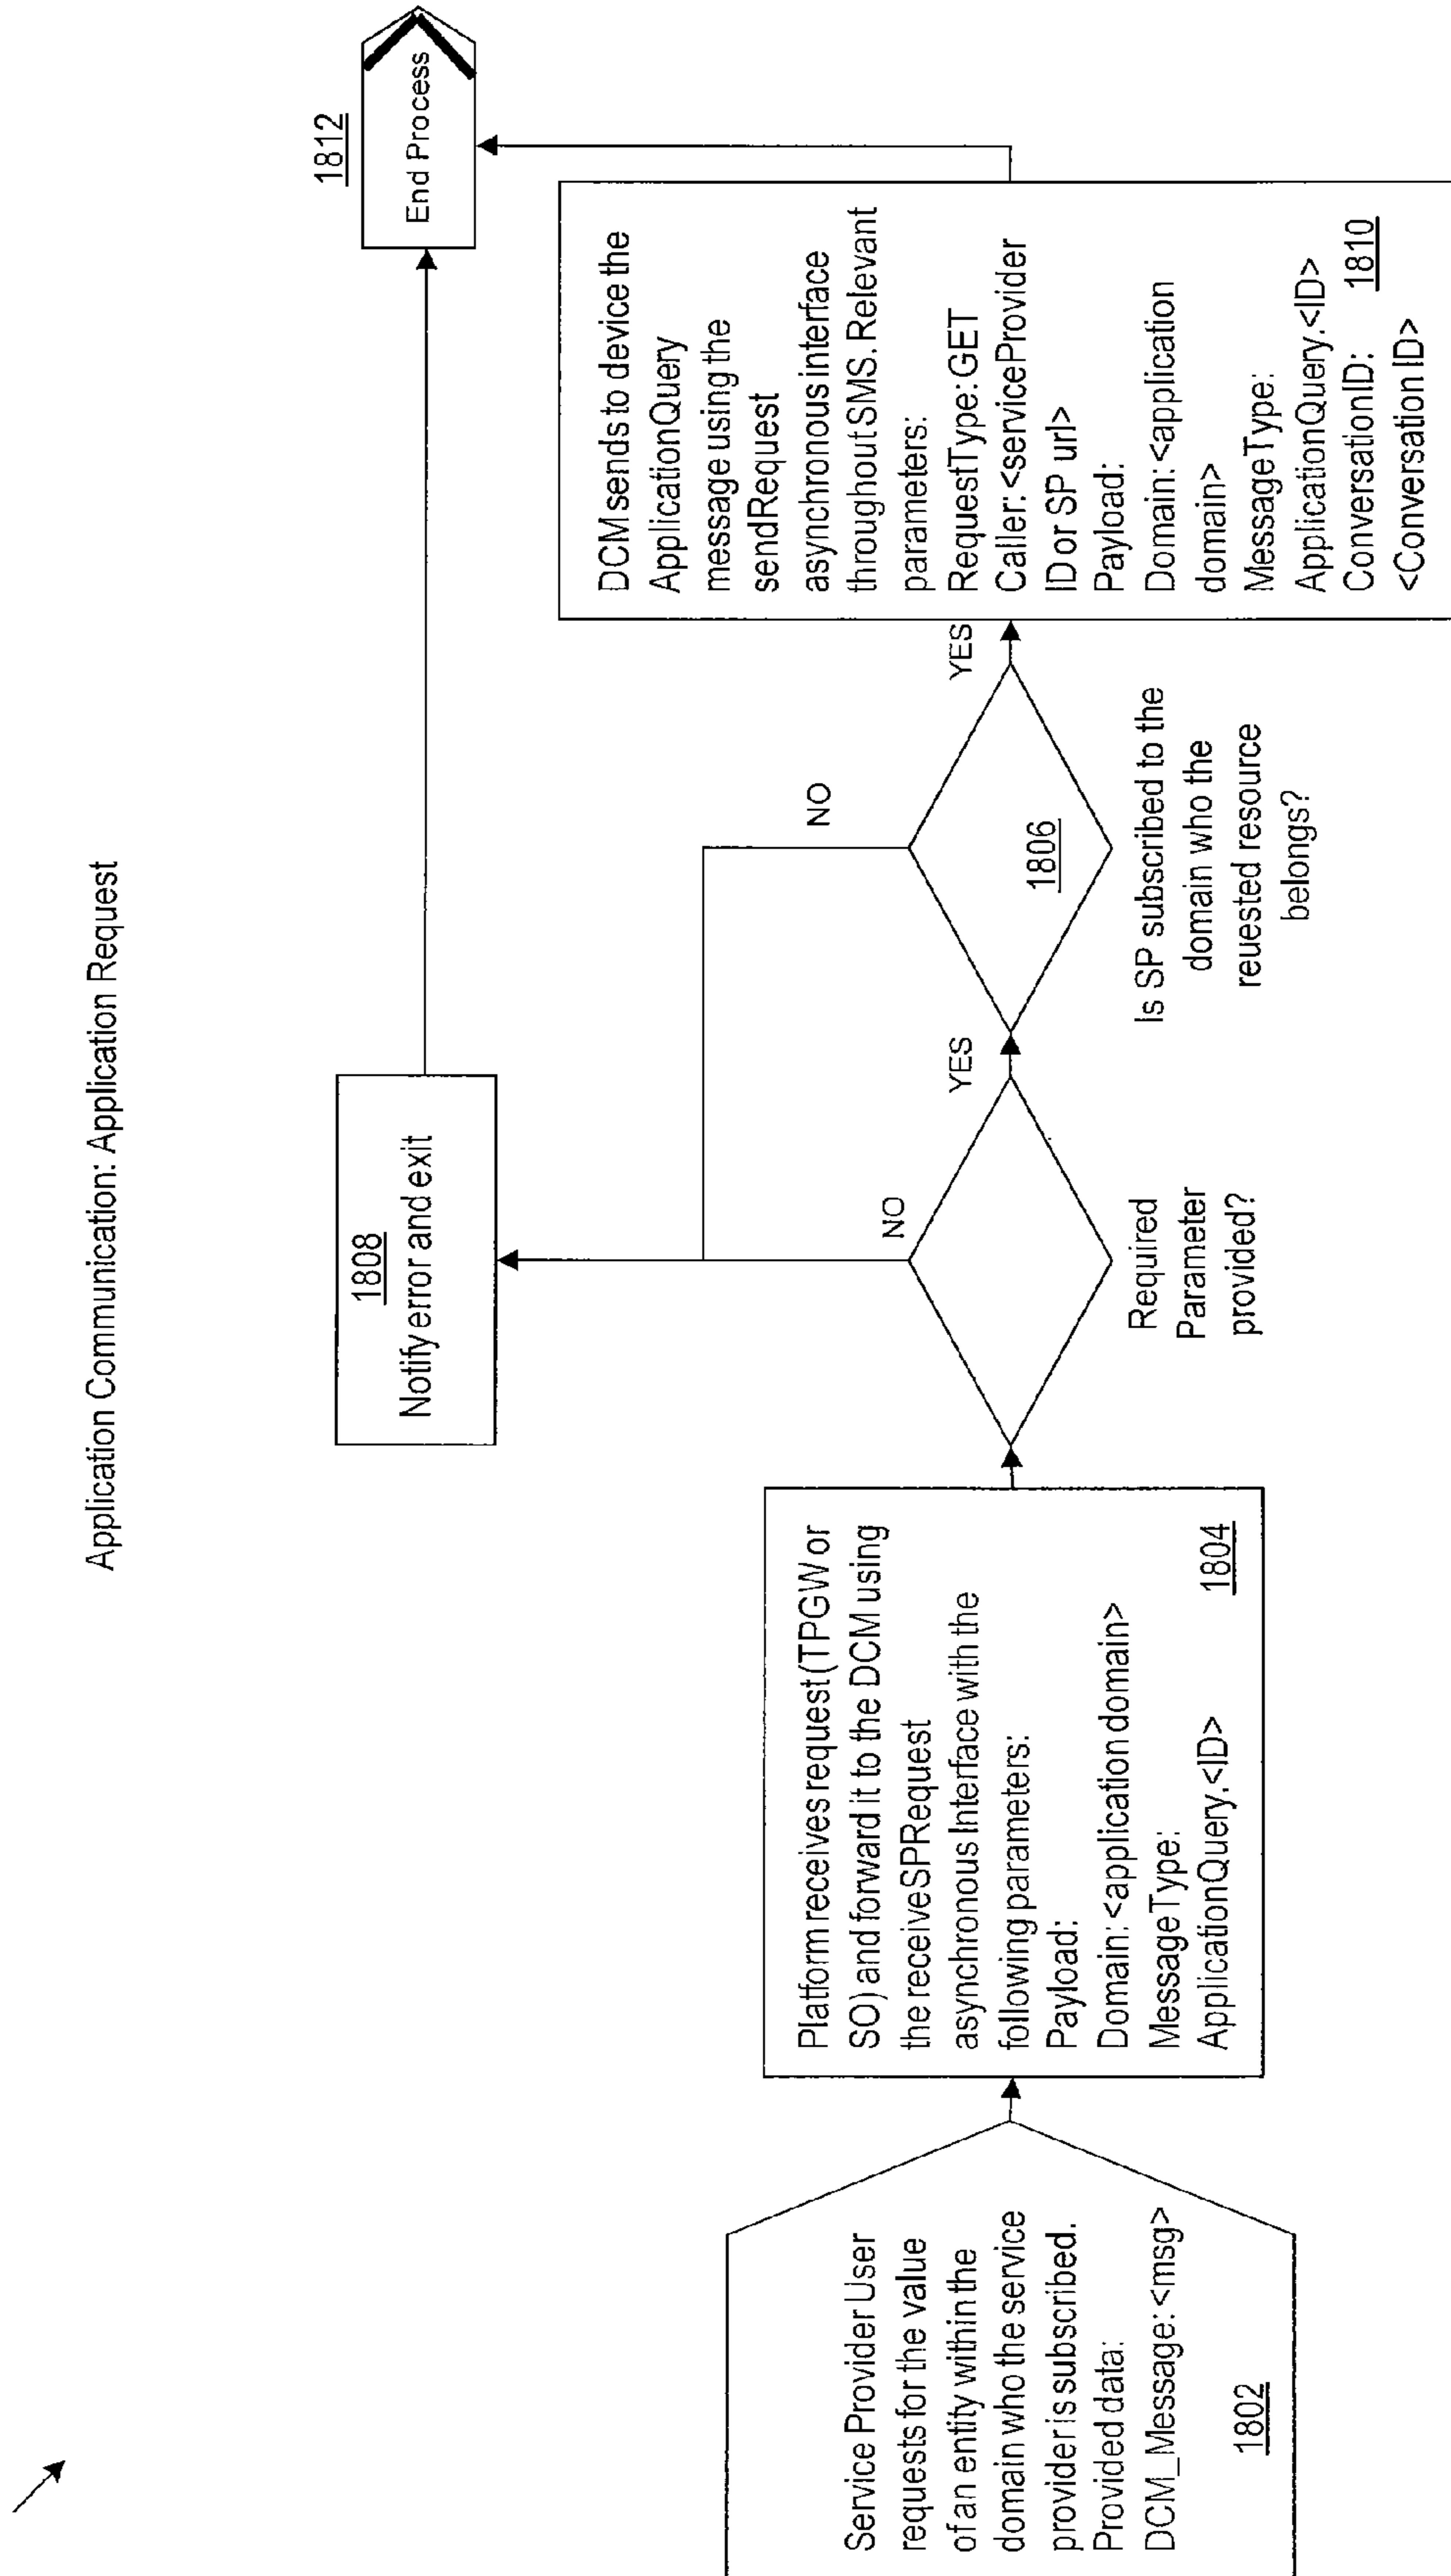 Application Communication: Application Request
Service Provider User
requests for the value
of an entity within the
domain who the service
provider is subscribed.
Provided data:
DCM_Message: <msg>
1802
Platform receives request (TPGW or
SO) and forward it to the DCM using
the receiveSPRequest
asynchronous Interface with the
following parameters:
Payload:
Domain: <application domain>
MessageType:
ApplicationQuery.<ID>
1804
Required
Parameter
provided?
NO
YES
1808
Notify error and exit
1806
Is SP subscribed to the
domain who the
reuested resource
belongs?
NO
YES
DCM sends to device the
ApplicationQuery
message using the
sendRequest
asynchronous interface
throughout SMS. Relevant
parameters:
RequestType: GET
Caller: <serviceProvider
ID or SP url>
Payload:
Domain: <application
domain>
MessageType:
ApplicationQuery.<ID>
ConversationID:
<Conversation ID>
1810
1812
End Process